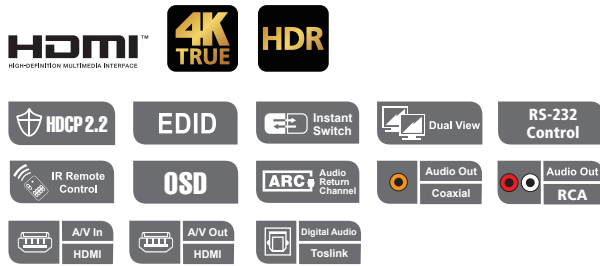 HDMI™
HIGH-DEFINITION MULTIMEDIA INTERFACE
4K
TRUE
HDR
HDCP 2.2
EDID
Instant
Switch
Dual View
RS-232
Control
IR Remote
Control
OSD
ARC
Audio
Return
Channel
Audio Out
Coaxial
Audio Out
RCA
A/V In
HDMI
A/V Out
HDMI
Digital Audio
Toslink